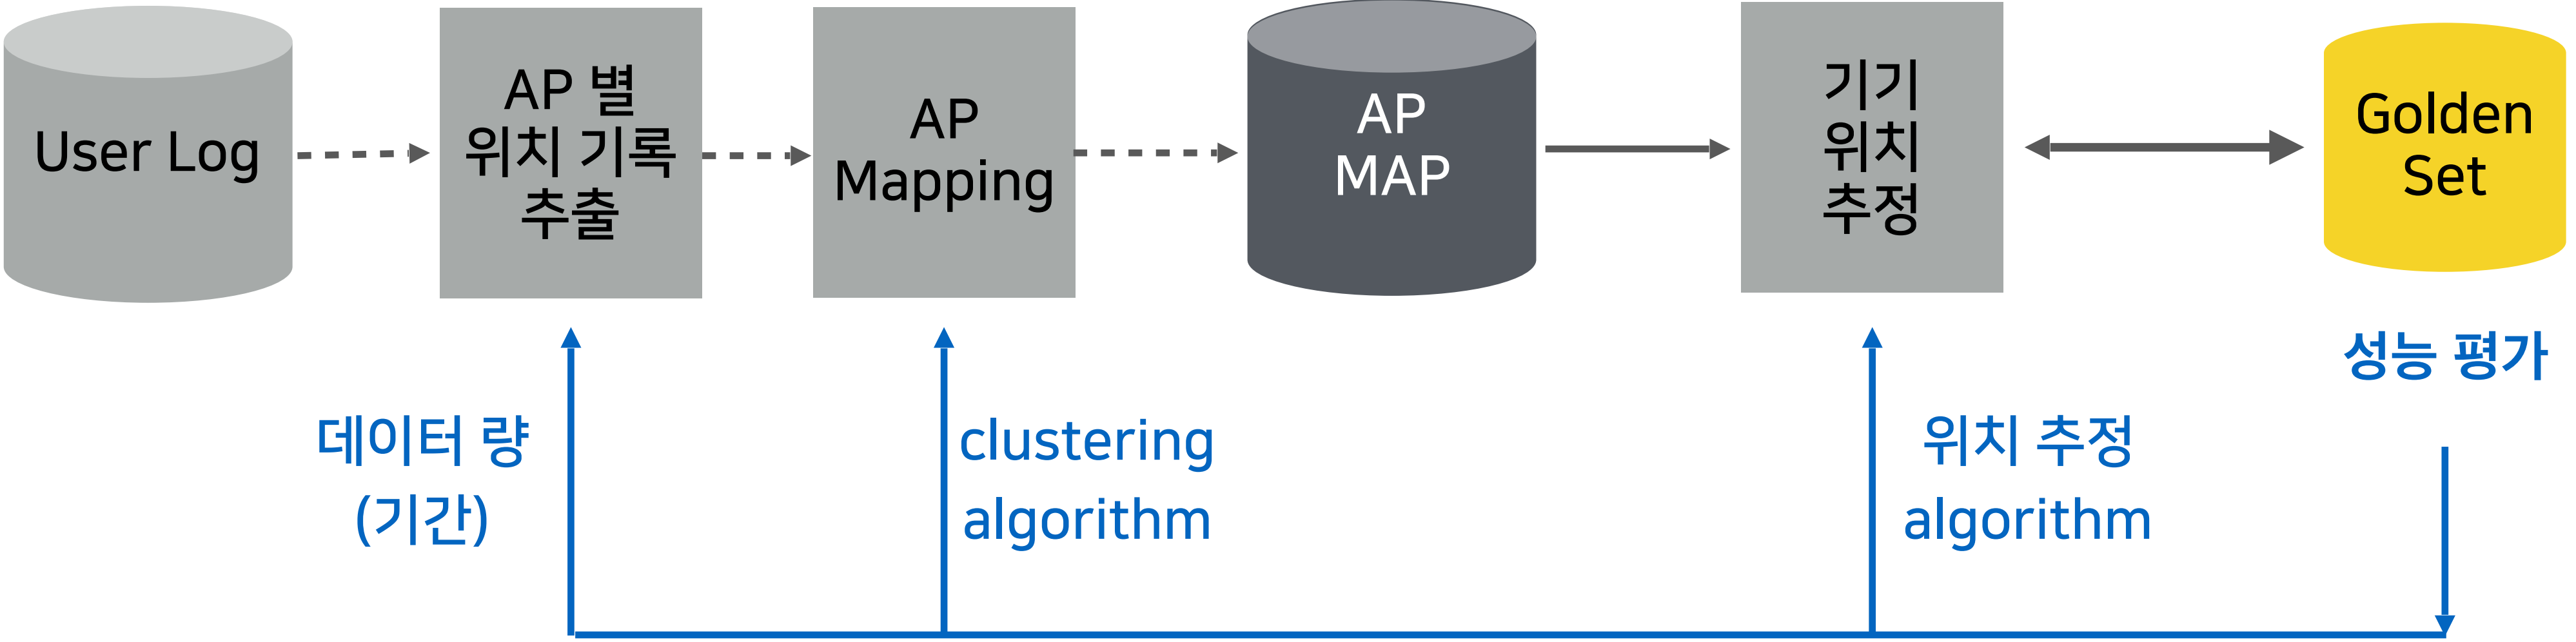 User Log
AP 별
위치 기록
추출
AP
Mapping
AP
MAP
기기
위치
추정
Golden
Set
성능 평가
데이터 량
(기간)
clustering
algorithm
위치 추정
algorithm